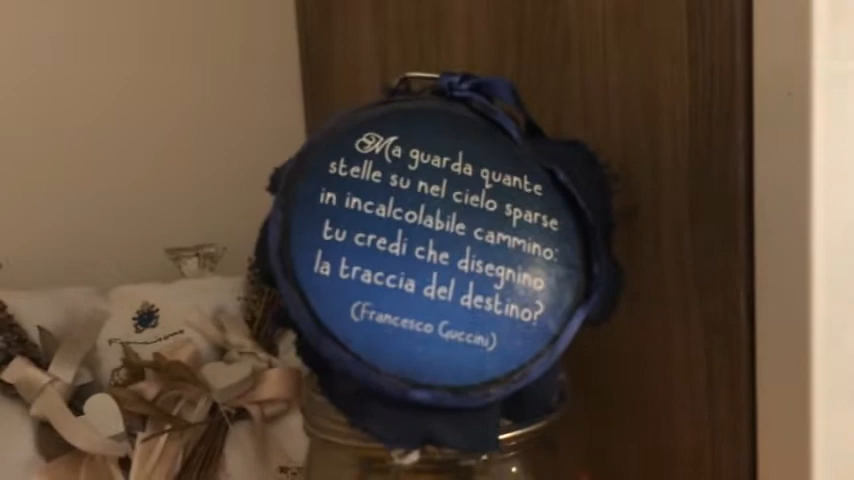 Ma guarda quante
stelle su nel cielo sparse
in incalcolabile cammino:
tu credi che disegnino
la traccia del destino?
(Francesco Guccini)